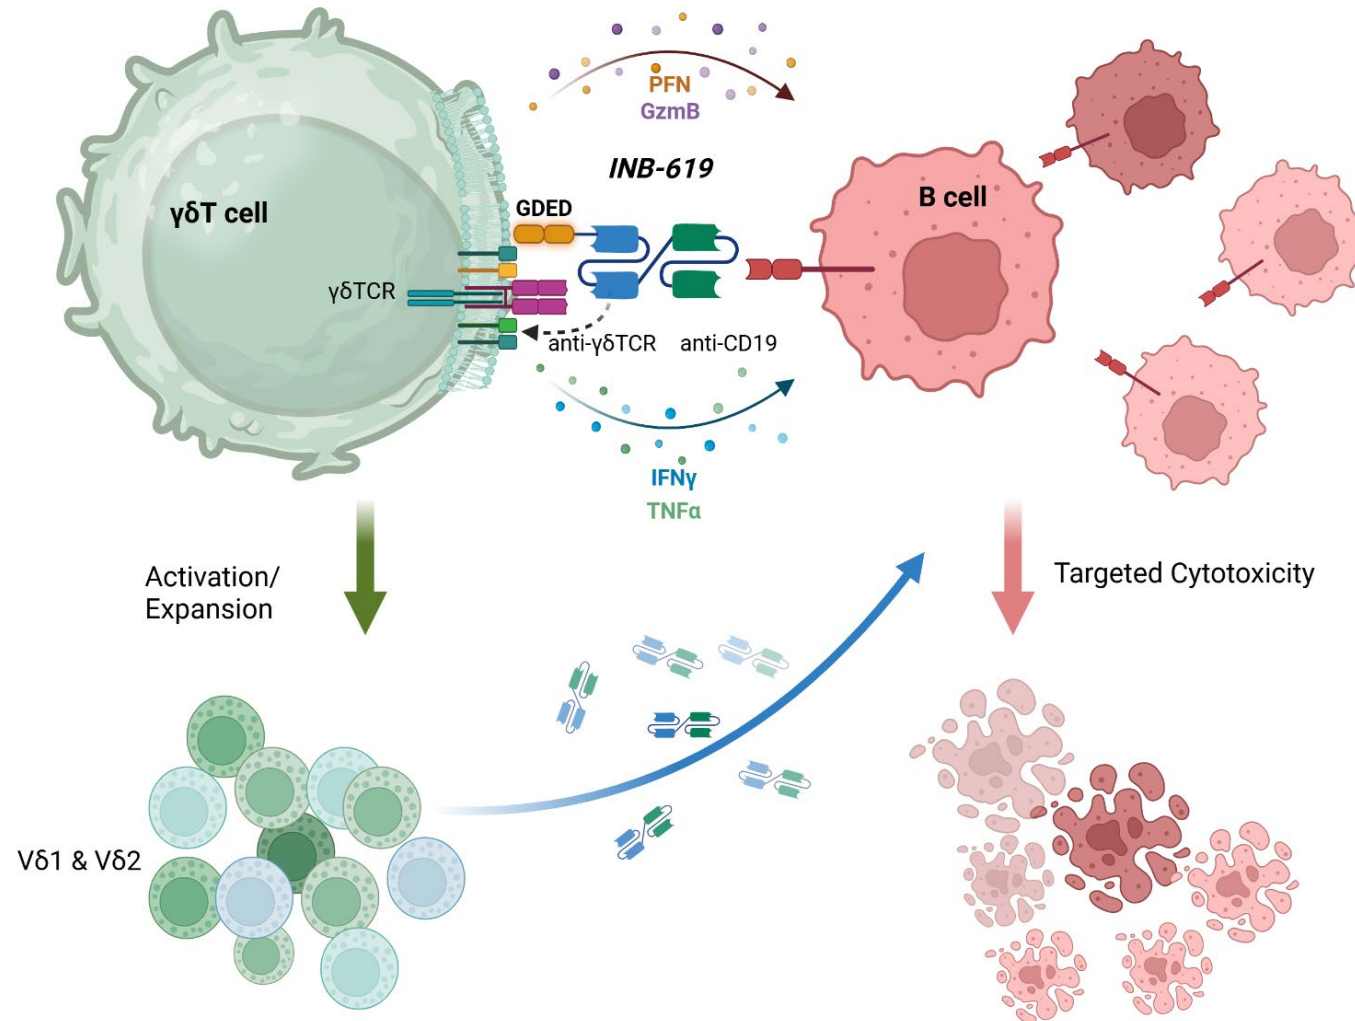 PFN
GzmB
INB-619
γδT cell
GDED
B cell
γδTCR
anti-γδTCR
anti-CD19
IFNγ
TNFα
Activation/
Expansion
Targeted Cytotoxicity
Vδ1 & Vδ2